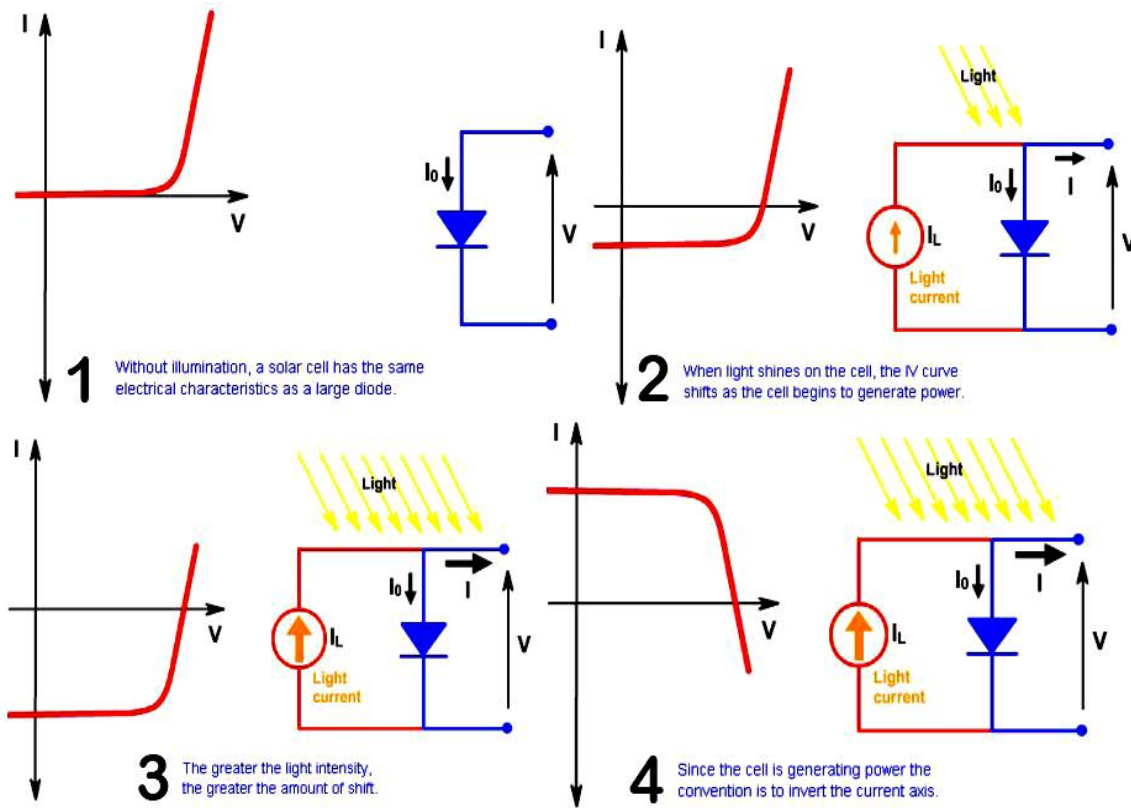 I
V
I₀
V
1
Without illumination, a solar cell has the same
electrical characteristics as a large diode.
I
V
Light
I_L
Light
current
I₀
I
V
2
When light shines on the cell, the IV curve
shifts as the cell begins to generate power.
I
V
Light
I_L
Light
current
I₀
I
V
3
The greater the light intensity,
the greater the amount of shift.
I
V
Light
I_L
Light
current
I₀
I
V
4
Since the cell is generating power the
convention is to invert the current axis.